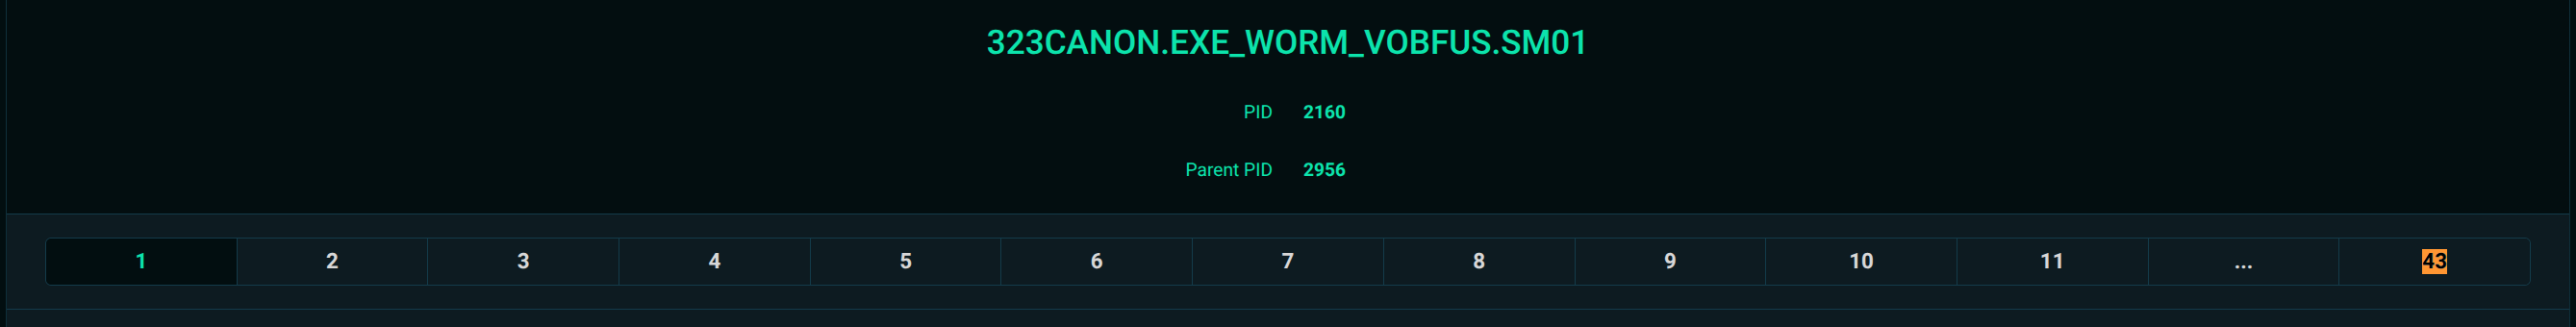 323CANON.EXE_WORM_VOBFUS.SM01
PID 2160
Parent PID 2956
1 2 3 4 5 6 7 8 9 10 11 ... 43